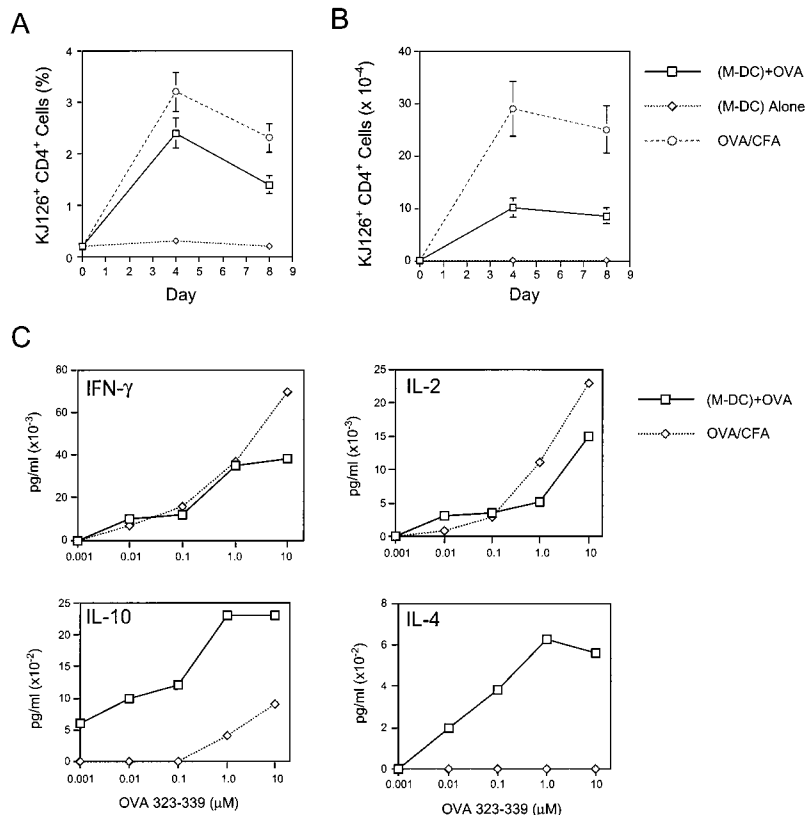 A
KJ126⁺ CD4⁺ Cells (%)
4
3
2
1
0
0 1 2 3 4 5 6 7 8 9
Day
B
KJ126⁺ CD4⁺ Cells (x 10⁻⁴)
40
30
20
10
0
0 1 2 3 4 5 6 7 8 9
Day
(M-DC)+OVA
(M-DC) Alone
OVA/CFA
C
IFN-γ
pg/ml (x10⁻³)
80
60
40
20
0
0.001 0.01 0.1 1.0 10
IL-2
pg/ml (x10⁻³)
25
20
15
10
5
0
0.001 0.01 0.1 1.0 10
(M-DC)+OVA
OVA/CFA
IL-10
pg/ml (x10⁻²)
25
20
15
10
5
0
0.001 0.01 0.1 1.0 10
OVA 323-339 (μM)
IL-4
pg/ml (x10⁻²)
8
6
4
2
0
0.001 0.01 0.1 1.0 10
OVA 323-339 (μM)